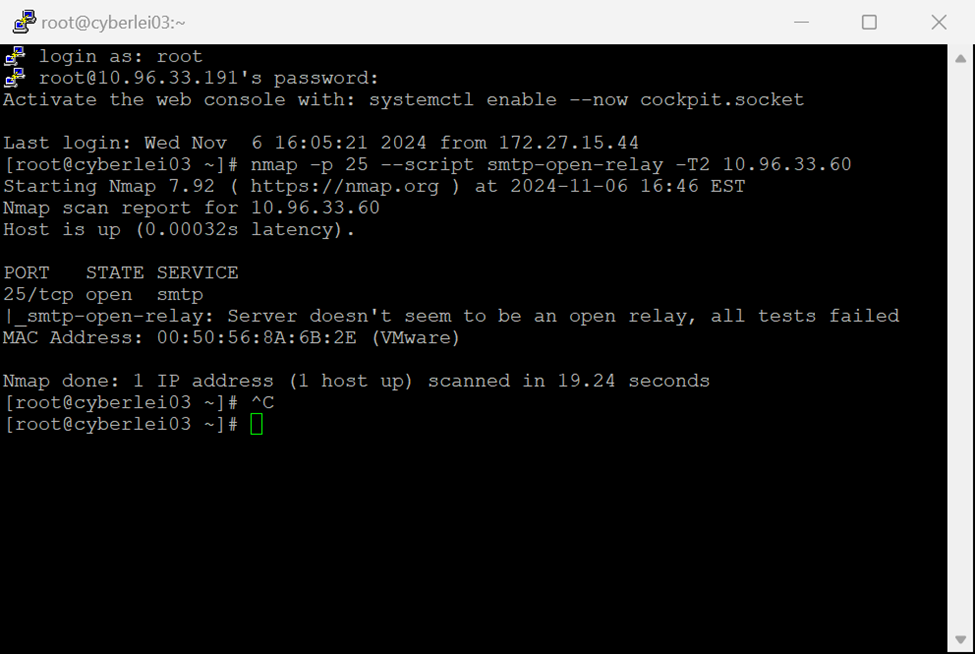 root@cyberlei03:~
login as: root
root@10.96.33.191's password:
Activate the web console with: systemctl enable --now cockpit.socket
Last login: Wed Nov  6 16:05:21 2024 from 172.27.15.44
[root@cyberlei03 ~]# nmap -p 25 --script smtp-open-relay -T2 10.96.33.60
Starting Nmap 7.92 ( https://nmap.org ) at 2024-11-06 16:46 EST
Nmap scan report for 10.96.33.60
Host is up (0.00032s latency).
PORT   STATE SERVICE
25/tcp open  smtp
|_smtp-open-relay: Server doesn't seem to be an open relay, all tests failed
MAC Address: 00:50:56:8A:6B:2E (VMware)
Nmap done: 1 IP address (1 host up) scanned in 19.24 seconds
[root@cyberlei03 ~]# ^C
[root@cyberlei03 ~]#